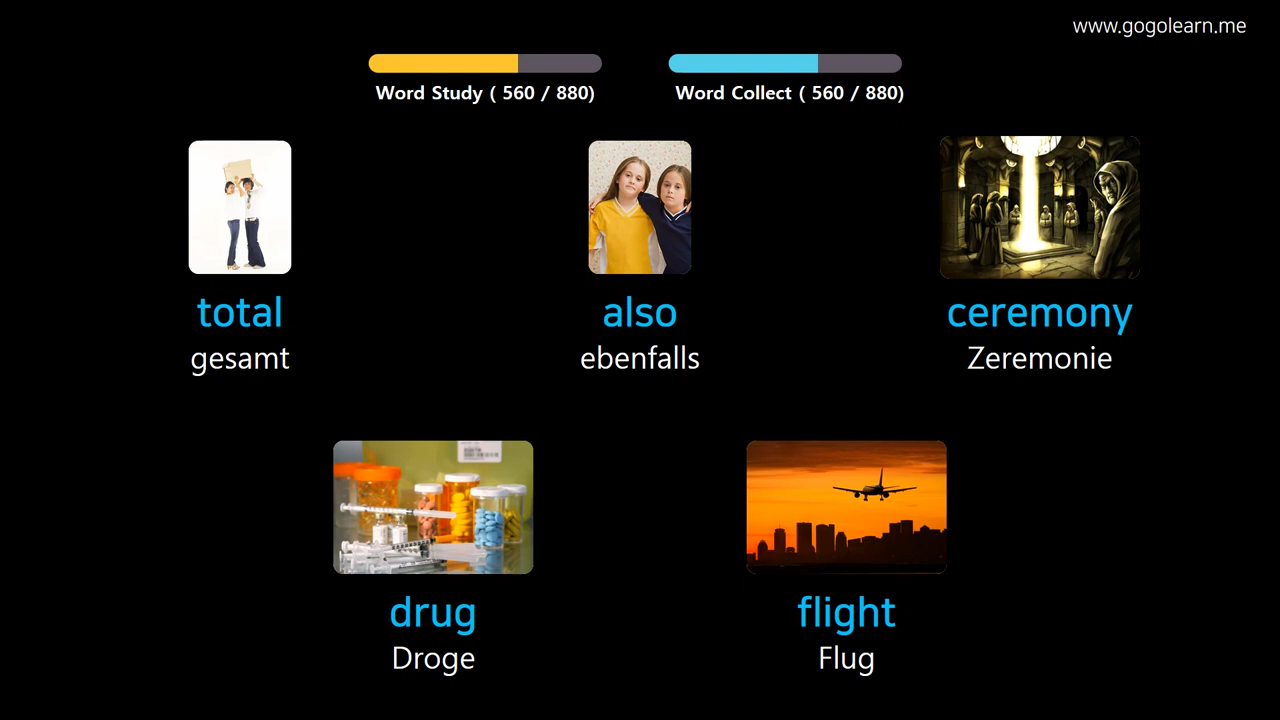 www.gogolearn.me
Word Study ( 560 / 880)
Word Collect ( 560 / 880)
total
gesamt
also
ebenfalls
ceremony
Zeremonie
drug
Droge
flight
Flug